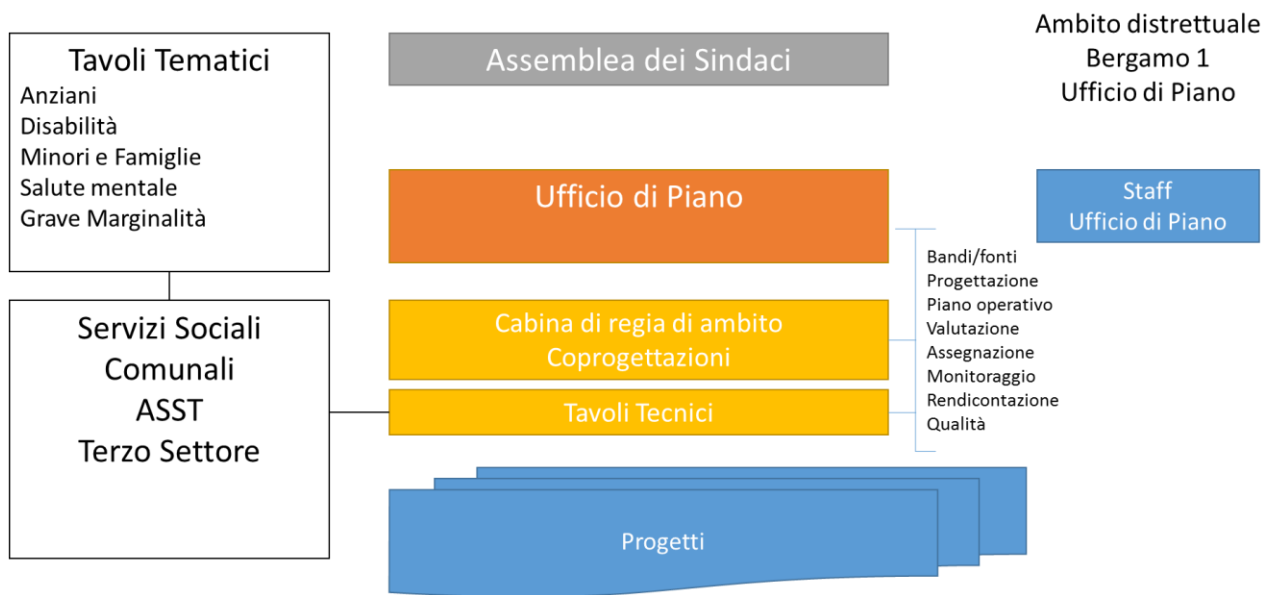 Tavoli Tematici
Anziani
Disabilità
Minori e Famiglie
Salute mentale
Grave Marginalità
Servizi Sociali
Comunali
ASST
Terzo Settore
Assemblea dei Sindaci
Ufficio di Piano
Cabina di regia di ambito
Coprogettazioni
Tavoli Tecnici
Progetti
Bandi/fonti
Progettazione
Piano operativo
Valutazione
Assegnazione
Monitoraggio
Rendicontazione
Qualità
Ambito distrettuale
Bergamo 1
Ufficio di Piano
Staff
Ufficio di Piano